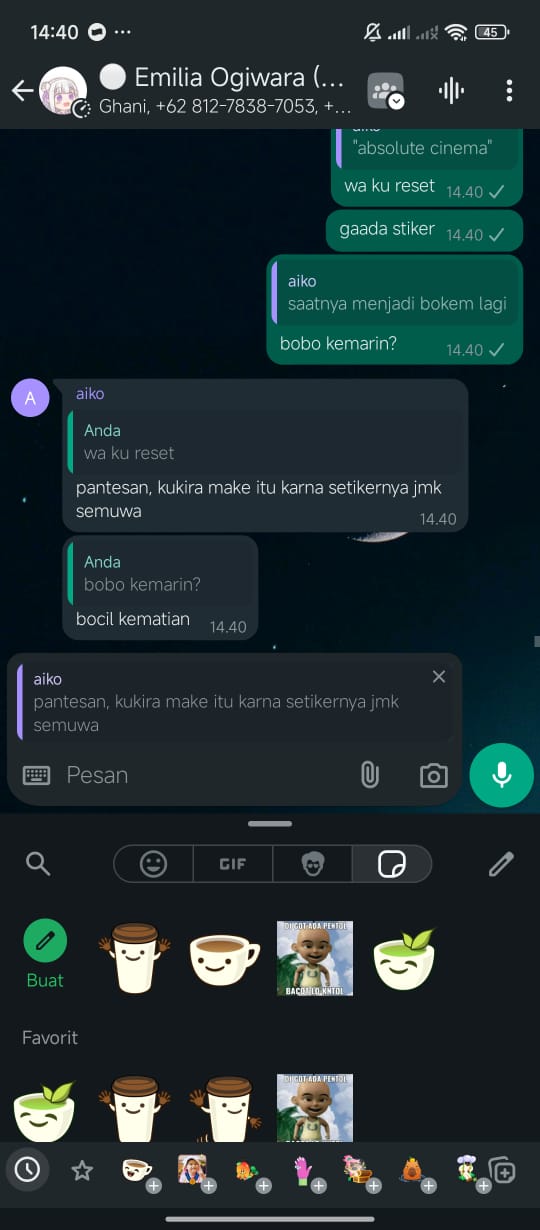 14:40
45
Emilia Ogiwara (...
Ghani, +62 812-7838-7053, +...
aiko
"absolute cinema"
wa ku reset 14.40
gaada stiker 14.40
aiko
saatnya menjadi bokem lagi
bobo kemarin? 14.40
A
aiko
Anda
wa ku reset
pantesan, kukira make itu karna setikernya jmk
semuwa
14.40
Anda
bobo kemarin?
bocil kematian 14.40
aiko
pantesan, kukira make itu karna setikernya jmk
semuwa
Pesan
GIF
DI GOT ADA PENTOL
BACOT LO KNTOL
Buat
Favorit
DI GOT ADA PENTOL